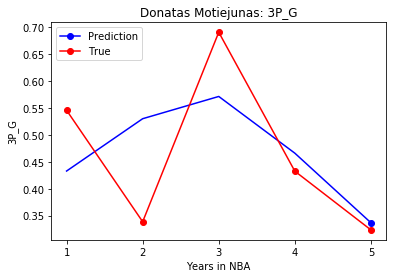 Donatas Motiejunas: 3P_G
Prediction
True
3P_G
0.70
0.65
0.60
0.55
0.50
0.45
0.40
0.35
1 2 3 4 5
Years in NBA